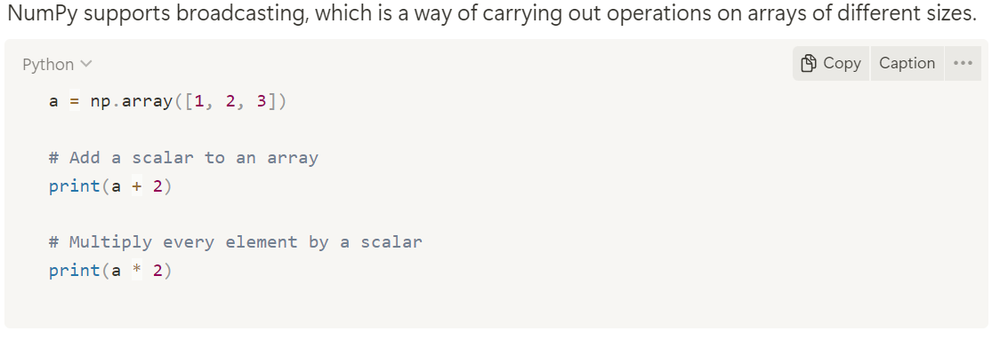 NumPy supports broadcasting, which is a way of carrying out operations on arrays of different sizes.
Python
Copy Caption
a = np.array([1, 2, 3])
# Add a scalar to an array
print(a + 2)
# Multiply every element by a scalar
print(a * 2)